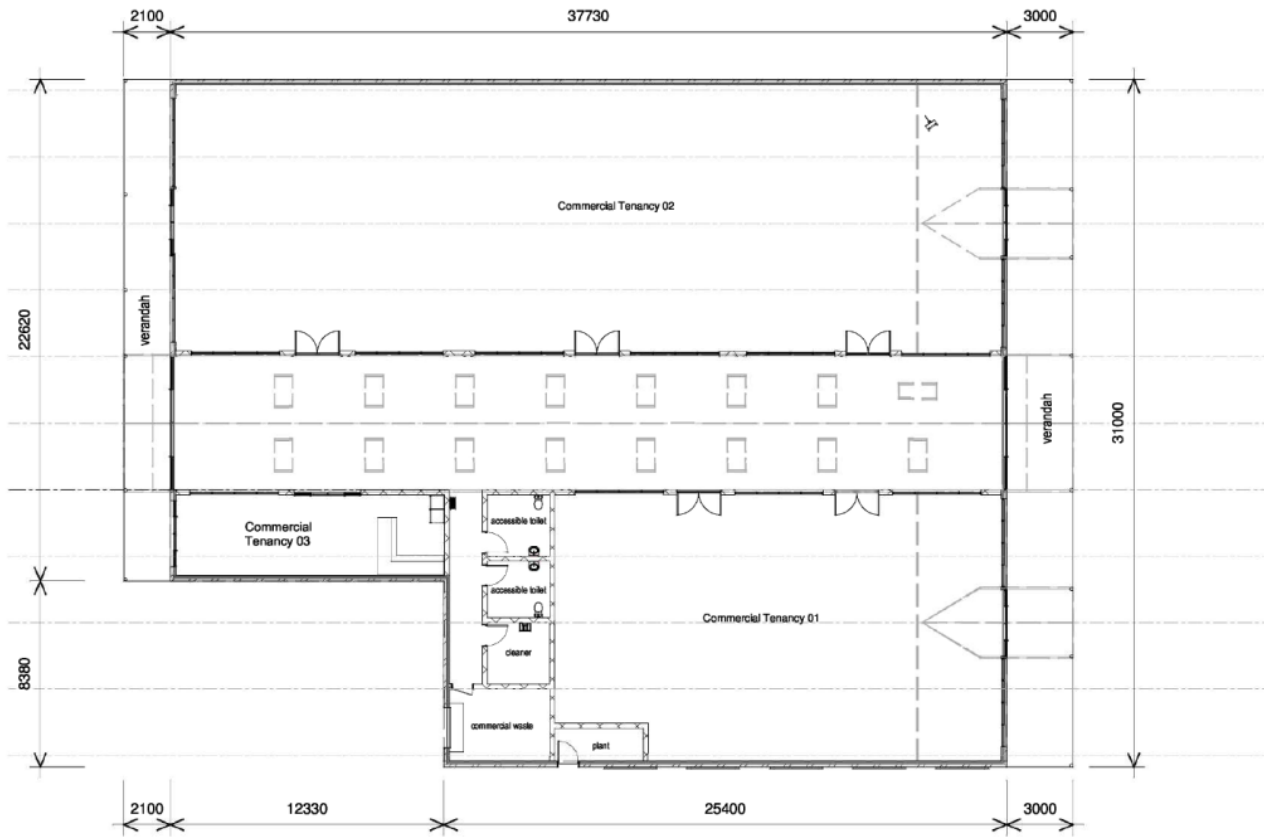 2100
37730
3000
Commercial Tenancy 02
verandah
22620
verandah
31000
Commercial
Tenancy 03
accessible toilet
accessible toilet
Commercial Tenancy 01
cleaner
8380
commercial waste
plant
2100
12330
25400
3000